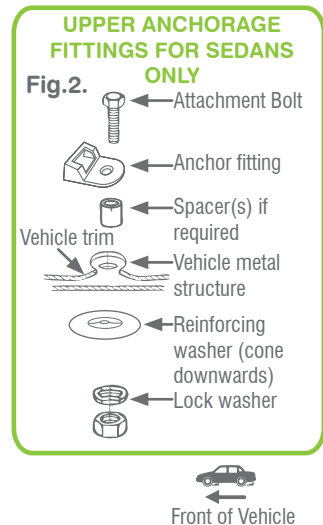 UPPER ANCHORAGE
FITTINGS FOR SEDANS
ONLY
Fig.2.
Attachment Bolt
Anchor fitting
Spacer(s) if
required
Vehicle trim
Vehicle metal
structure
Reinforcing
washer (cone
downwards)
Lock washer
Front of Vehicle